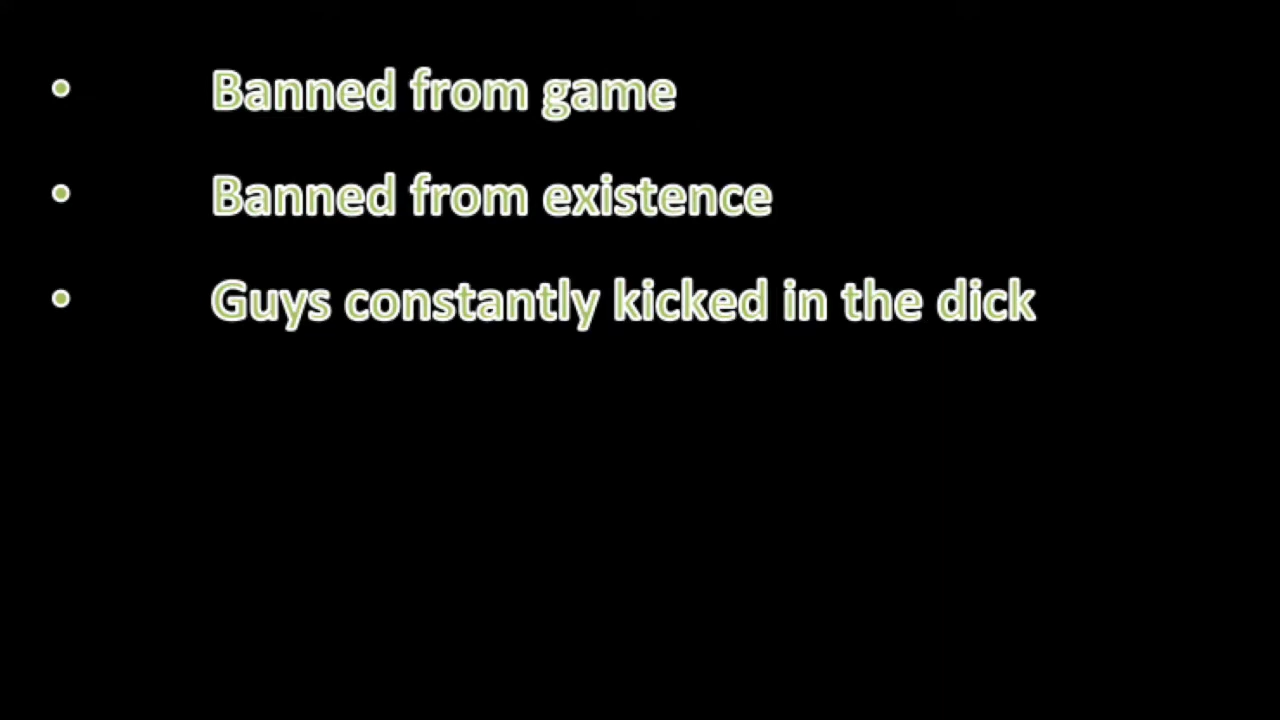 • Banned from game
• Banned from existence
• Guys constantly kicked in the dick